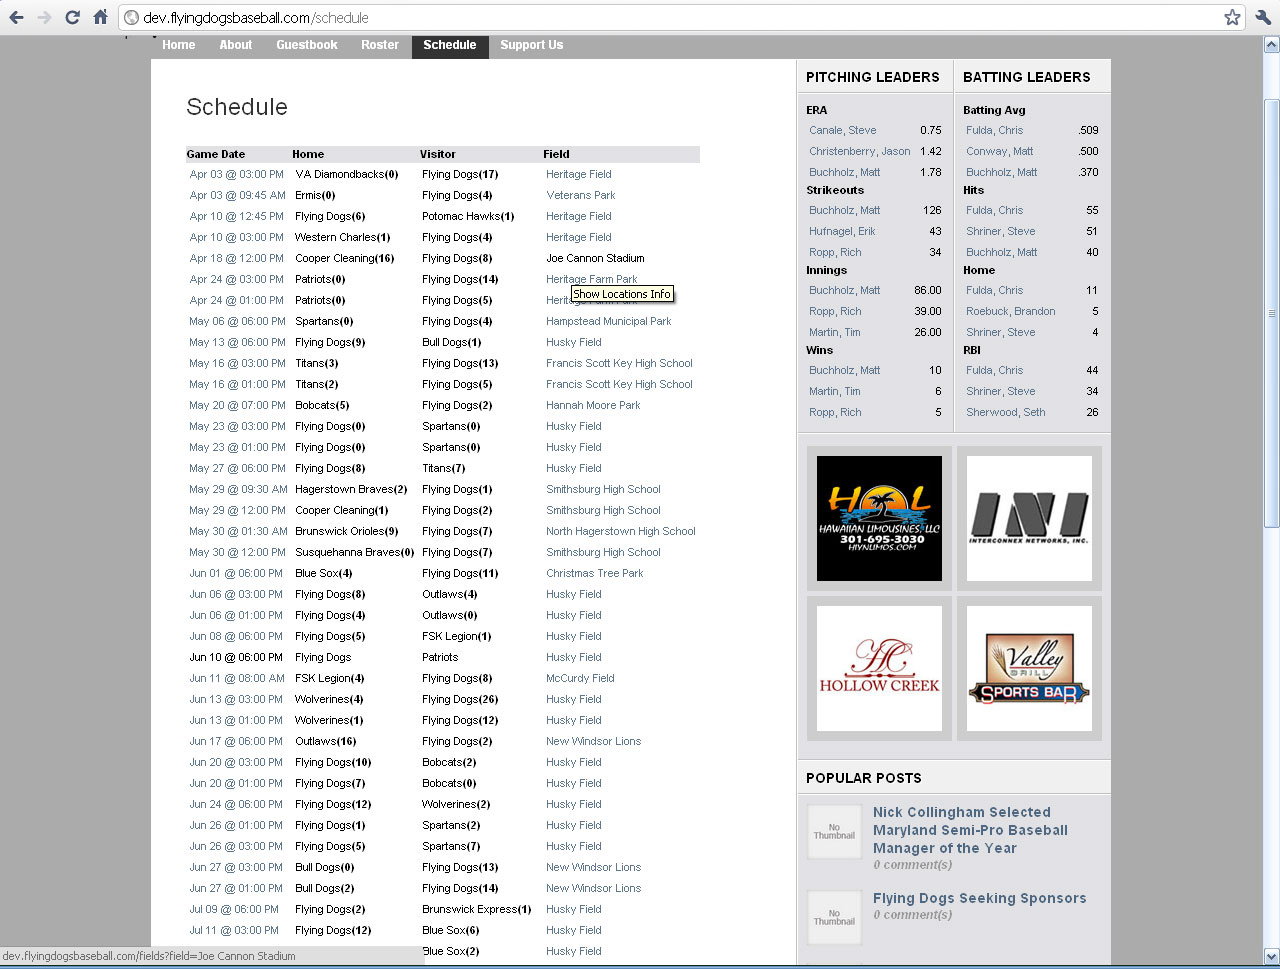 dev.flyingdogsbaseball.com/schedule
Home About Guestbook Roster Schedule Support Us
Schedule
Game Date Home Visitor Field
Apr 03 @ 03:00 PM VA Diamondbacks(0) Flying Dogs(17) Heritage Field
Apr 03 @ 09:45 AM Ermis(0) Flying Dogs(4) Veterans Park
Apr 10 @ 12:45 PM Flying Dogs(6) Potomac Hawks(1) Heritage Field
Apr 10 @ 03:00 PM Western Charles(1) Flying Dogs(4) Heritage Field
Apr 18 @ 12:00 PM Cooper Cleaning(16) Flying Dogs(8) Joe Cannon Stadium
Apr 24 @ 03:00 PM Patriots(0) Flying Dogs(14) Heritage Farm Park
Show Locations Info
Apr 24 @ 01:00 PM Patriots(0) Flying Dogs(5) Heritage Farm Park
May 06 @ 06:00 PM Spartans(0) Flying Dogs(4) Hampstead Municipal Park
May 13 @ 06:00 PM Flying Dogs(9) Bull Dogs(1) Husky Field
May 16 @ 03:00 PM Titans(3) Flying Dogs(13) Francis Scott Key High School
May 16 @ 01:00 PM Titans(2) Flying Dogs(5) Francis Scott Key High School
May 20 @ 07:00 PM Bobcats(5) Flying Dogs(2) Hannah Moore Park
May 23 @ 03:00 PM Flying Dogs(0) Spartans(0) Husky Field
May 23 @ 01:00 PM Flying Dogs(0) Spartans(0) Husky Field
May 27 @ 06:00 PM Flying Dogs(8) Titans(7) Husky Field
May 29 @ 09:30 AM Hagerstown Braves(2) Flying Dogs(1) Smithsburg High School
May 29 @ 12:00 PM Cooper Cleaning(1) Flying Dogs(2) Smithsburg High School
May 30 @ 01:30 AM Brunswick Orioles(9) Flying Dogs(7) North Hagerstown High School
May 30 @ 12:00 PM Susquehanna Braves(0) Flying Dogs(7) Smithsburg High School
Jun 01 @ 06:00 PM Blue Sox(4) Flying Dogs(11) Christmas Tree Park
Jun 06 @ 03:00 PM Flying Dogs(8) Outlaws(4) Husky Field
Jun 06 @ 01:00 PM Flying Dogs(4) Outlaws(0) Husky Field
Jun 08 @ 06:00 PM Flying Dogs(5) FSK Legion(1) Husky Field
Jun 10 @ 06:00 PM Flying Dogs Patriots Husky Field
Jun 11 @ 08:00 AM FSK Legion(4) Flying Dogs(8) McCurdy Field
Jun 13 @ 03:00 PM Wolverines(4) Flying Dogs(26) Husky Field
Jun 13 @ 01:00 PM Wolverines(1) Flying Dogs(12) Husky Field
Jun 17 @ 06:00 PM Outlaws(16) Flying Dogs(2) New Windsor Lions
Jun 20 @ 03:00 PM Flying Dogs(10) Bobcats(2) Husky Field
Jun 20 @ 01:00 PM Flying Dogs(7) Bobcats(0) Husky Field
Jun 24 @ 06:00 PM Flying Dogs(12) Wolverines(2) Husky Field
Jun 26 @ 01:00 PM Flying Dogs(1) Spartans(2) Husky Field
Jun 26 @ 03:00 PM Flying Dogs(5) Spartans(7) Husky Field
Jun 27 @ 03:00 PM Bull Dogs(0) Flying Dogs(13) New Windsor Lions
Jun 27 @ 01:00 PM Bull Dogs(2) Flying Dogs(14) New Windsor Lions
Jul 09 @ 06:00 PM Flying Dogs(2) Brunswick Express(1) Husky Field
Jul 11 @ 03:00 PM Flying Dogs(12) Blue Sox(6) Husky Field
Blue Sox(2) Husky Field
dev.flyingdogsbaseball.com/fields?field=Joe Cannon Stadium
PITCHING LEADERS
ERA
Canale, Steve 0.75
Christenberry, Jason 1.42
Buchholz, Matt 1.78
Strikeouts
Buchholz, Matt 126
Hufnagel, Erik 43
Ropp, Rich 34
Innings
Buchholz, Matt 86.00
Ropp, Rich 39.00
Martin, Tim 26.00
Wins
Buchholz, Matt 10
Martin, Tim 6
Ropp, Rich 5
BATTING LEADERS
Batting Avg
Fulda, Chris .509
Conway, Matt .500
Buchholz, Matt .370
Hits
Fulda, Chris 55
Shriner, Steve 51
Buchholz, Matt 40
Home
Fulda, Chris 11
Roebuck, Brandon 5
Shriner, Steve 4
RBI
Fulda, Chris 44
Shriner, Steve 34
Sherwood, Seth 26
HOL
HAWAIIAN LIMOUSINES, LLC
301-695-3030
HIYNLIMOS.COM
INI
INTERCONNEX NETWORKS, INC.
HC
HOLLOW CREEK
Valley
GRILL
SPORTS BAR
POPULAR POSTS
No
Thumbnail
Nick Collingham Selected
Maryland Semi-Pro Baseball
Manager of the Year
0 comment(s)
No
Thumbnail
Flying Dogs Seeking Sponsors
0 comment(s)